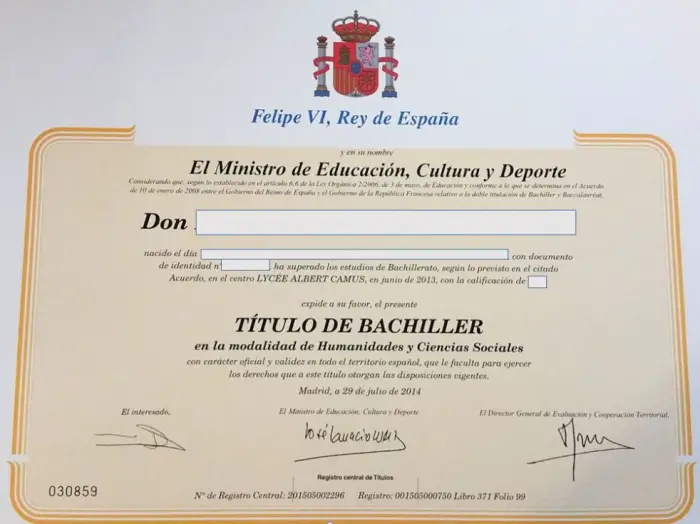 Felipe VI, Rey de España
y en su nombre
El Ministro de Educación, Cultura y Deporte
Considerando que, según lo establecido en el artículo 6.6 de la Ley Orgánica 2/2006, de 3 de mayo, de Educación y conforme a lo que se determina en el Acuerdo
de 10 de enero de 2008 entre el Gobierno del Reino de España y el Gobierno de la República Francesa relativo a la doble titulación de Bachiller y Baccalauréat,
Don
nacido el día con documento
de identidad nº ha superado los estudios de Bachillerato, según lo previsto en el citado
Acuerdo, en el centro LYCÉE ALBERT CAMUS, en junio de 2013, con la calificación de
expide a su favor, el presente
TÍTULO DE BACHILLER
en la modalidad de Humanidades y Ciencias Sociales
con carácter oficial y validez en todo el territorio español, que le faculta para ejercer
los derechos que a este título otorgan las disposiciones vigentes.
Madrid, a 29 de julio de 2014
El interesado,
El Ministro de Educación, Cultura y Deporte
El Director General de Evaluación y Cooperación Territorial,
Registro central de Títulos
030859
Nº de Registro Central: 201505002296 Registro: 001505000750 Libro 371 Folio 99